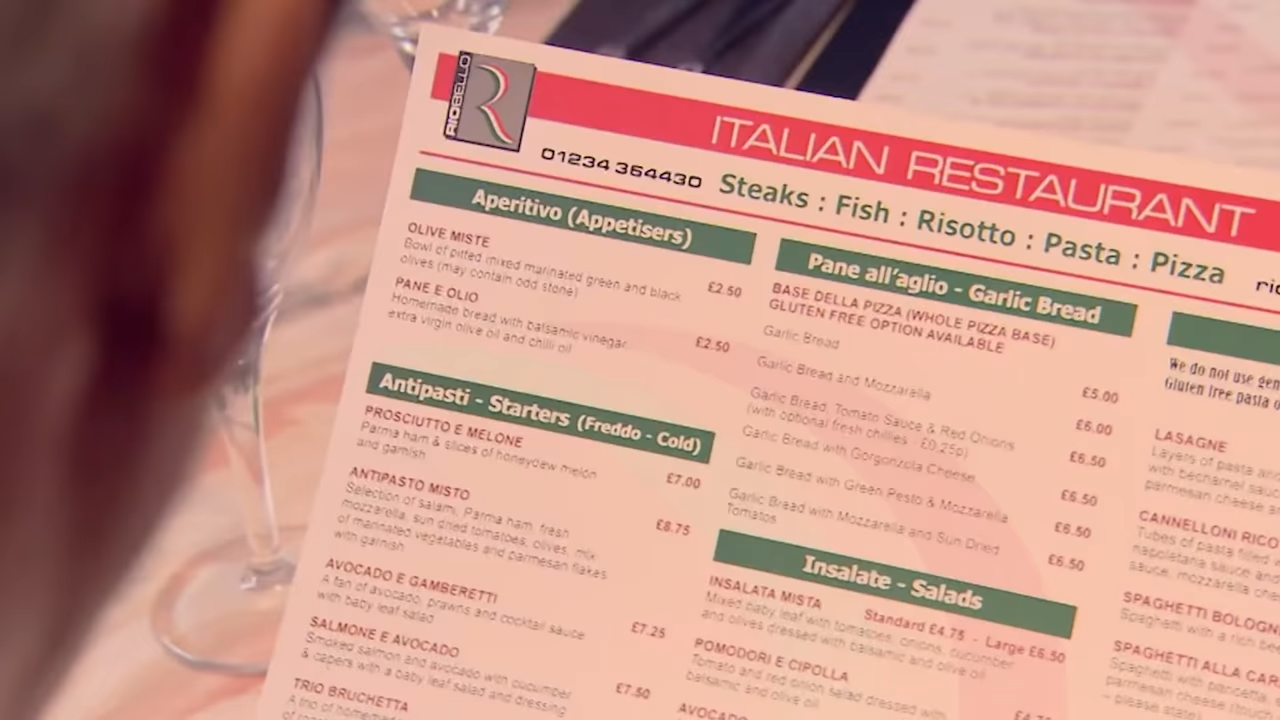 RIOBELLO
R
ITALIAN RESTAURANT
01234 364430
Steaks : Fish : Risotto : Pasta : Pizza
Aperitivo (Appetisers)
OLIVE MISTE
Bowl of pitted mixed marinated green and black
olives (may contain odd stone)
£2.50
PANE E OLIO
Homemade bread with balsamic vinegar
extra virgin olive oil and chilli oil
£2.50
Antipasti - Starters (Freddo - Cold)
PROSCIUTTO E MELONE
Parma ham & slices of honeydew melon
and garnish
£7.00
ANTIPASTO MISTO
Selection of salami, Parma ham, fresh
mozzarella, sun dried tomatoes, olives, mix
of marinated vegetables and parmesan flakes
with garnish
£8.75
AVOCADO E GAMBERETTI
A fan of avocado, prawns and cocktail sauce
with baby leaf salad
£7.25
SALMONE E AVOCADO
Smoked salmon and avocado with cucumber
& capers with a baby leaf salad and dressing
£7.50
TRIO BRUCHETTA
A trio of homemade
Pane all'aglio - Garlic Bread
BASE DELLA PIZZA (WHOLE PIZZA BASE)
GLUTEN FREE OPTION AVAILABLE
Garlic Bread
£5.00
Garlic Bread and Mozzarella
£6.00
Garlic Bread, Tomato Sauce & Red Onions
(with optional fresh chillies £0.25p)
£6.50
Garlic Bread with Gorgonzola Cheese
£6.50
Garlic Bread with Green Pesto & Mozzarella
£6.50
Garlic Bread with Mozzarella and Sun Dried
Tomatos
£6.50
Insalate - Salads
INSALATA MISTA Standard £4.75 - Large £6.50
Mixed baby leaf with tomatoes, onions, cucumber
and olives dressed with balsamic and olive oil
POMODORI E CIPOLLA
Tomato and red onion salad dressed with
balsamic and olive oil
£4.75
AVOCADO
We do not use gen
Gluten free pasta o
LASAGNE
Layers of pasta
with bechamel sauc
parmesan cheese a
CANNELLONI RICO
Tubes of pasta filled
napoletana sauce and
sauce, mozzarella che
SPAGHETTI BOLOGN
Spaghetti with a rich
SPAGHETTI ALLA CAR
Spaghetti with pancetta
parmesan cheese
- please state)